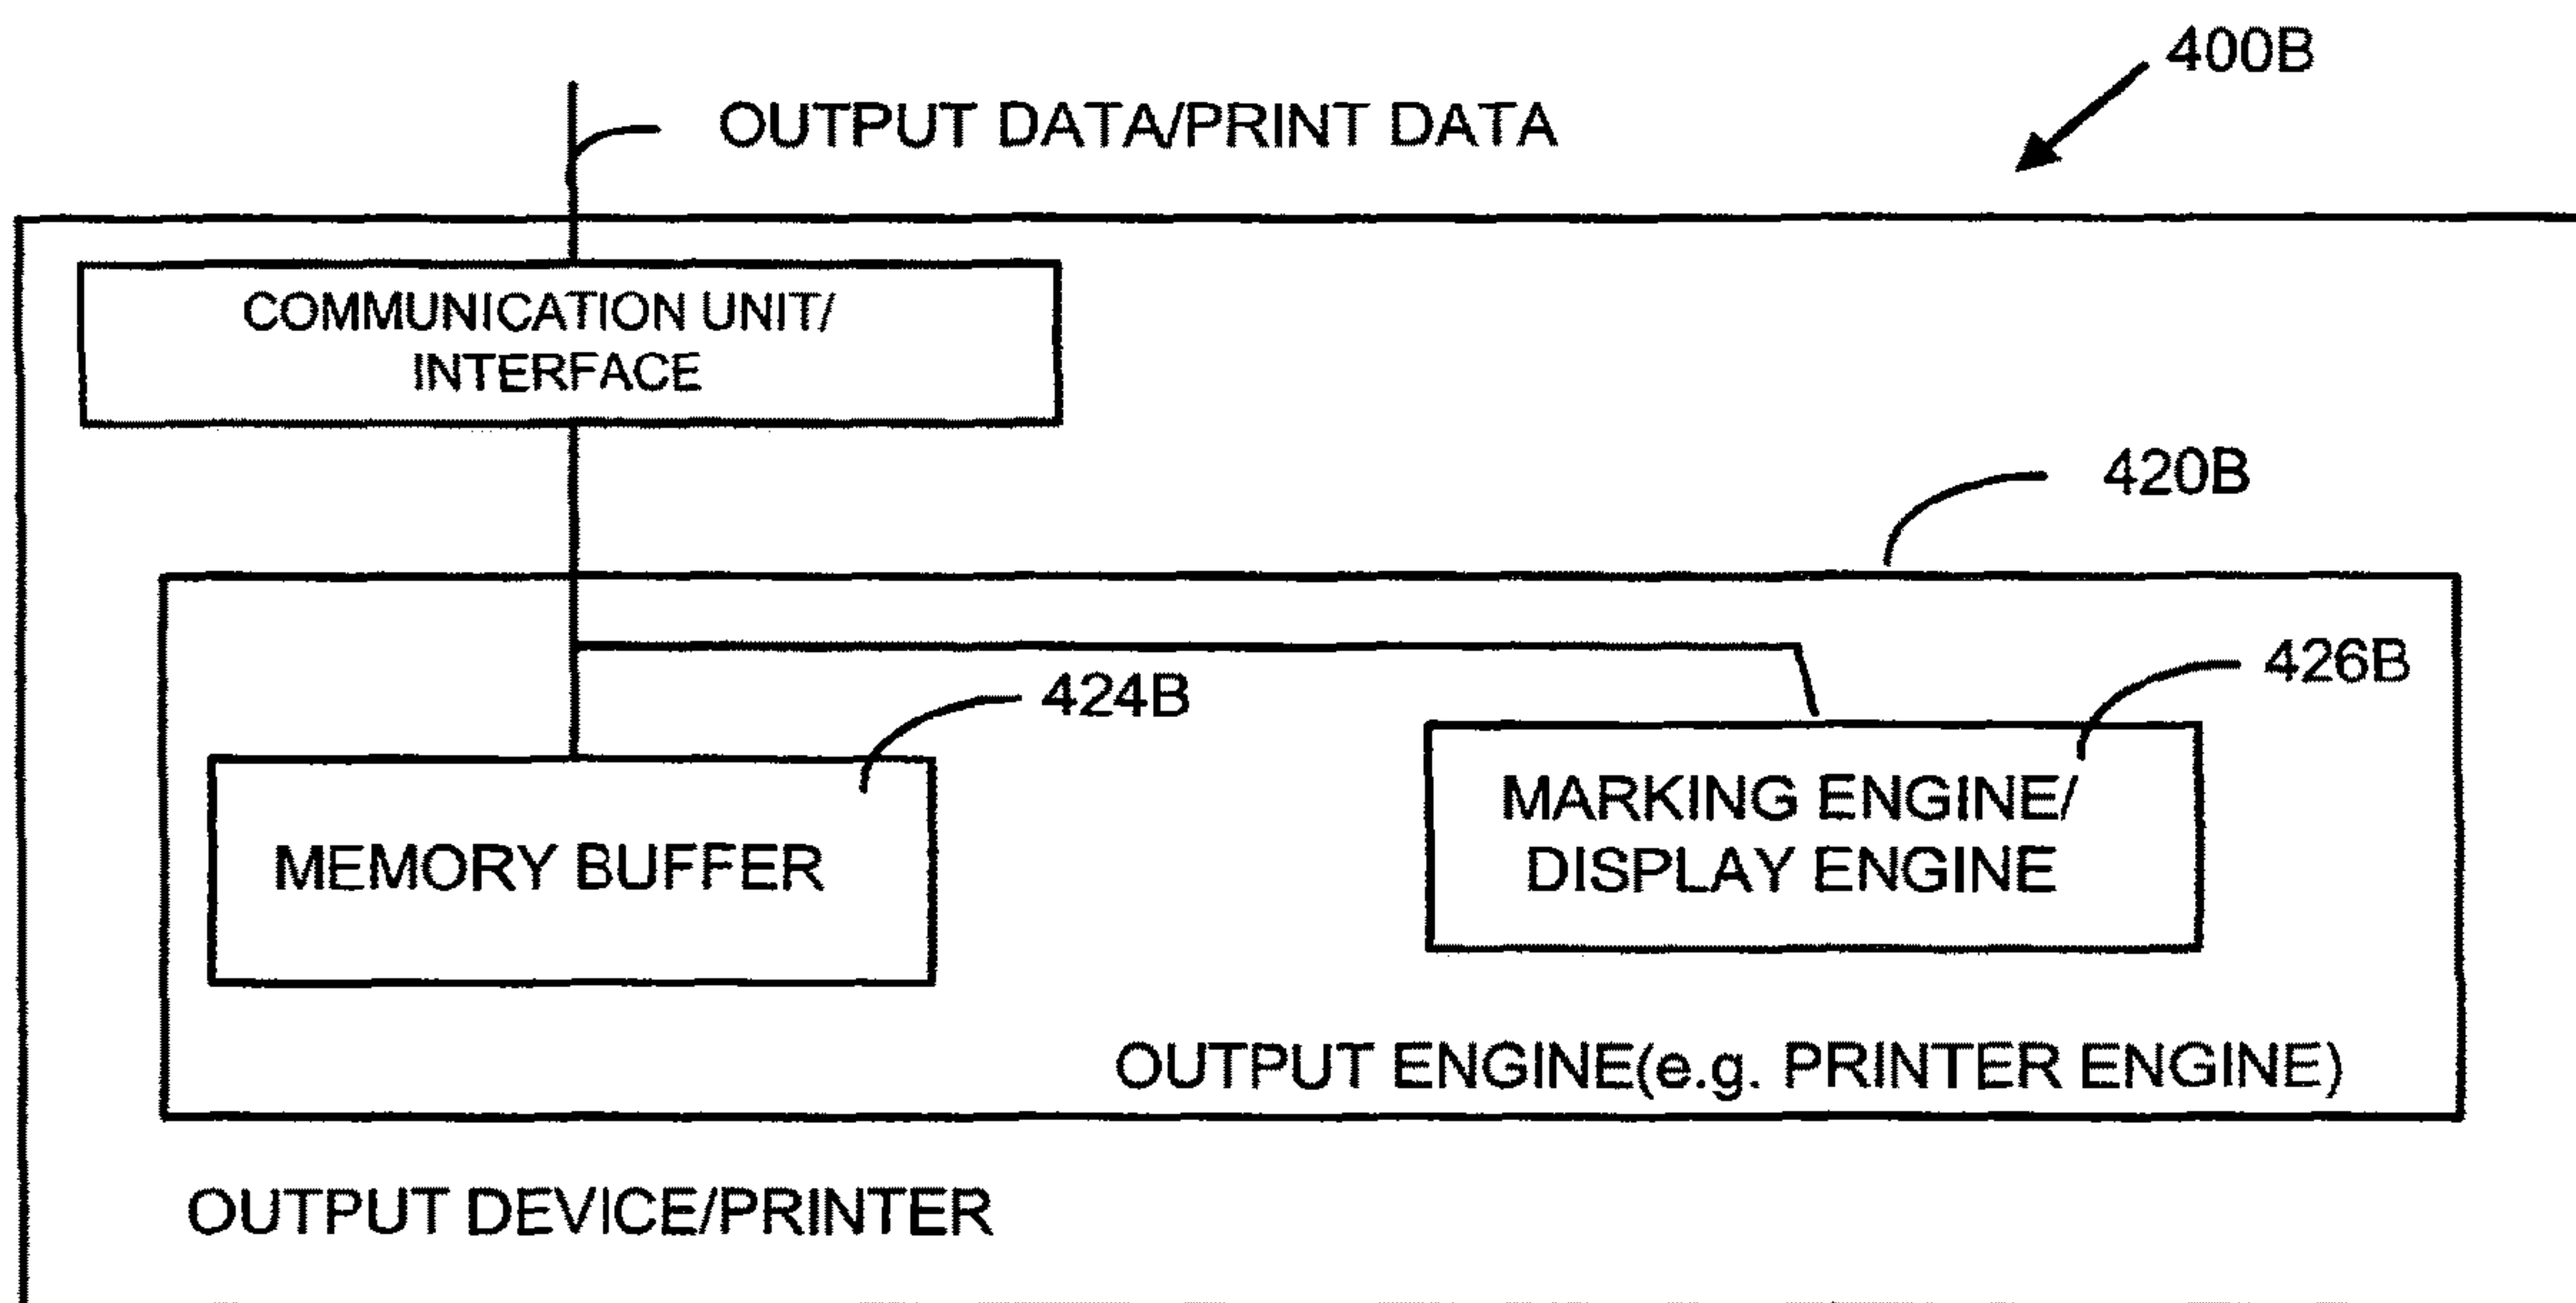 400B
OUTPUT DATA/PRINT DATA
COMMUNICATION UNIT/
INTERFACE
420B
426B
424B
MARKING ENGINE/
DISPLAY ENGINE
MEMORY BUFFER
OUTPUT ENGINE(e.g. PRINTER ENGINE)
OUTPUT DEVICE/PRINTER